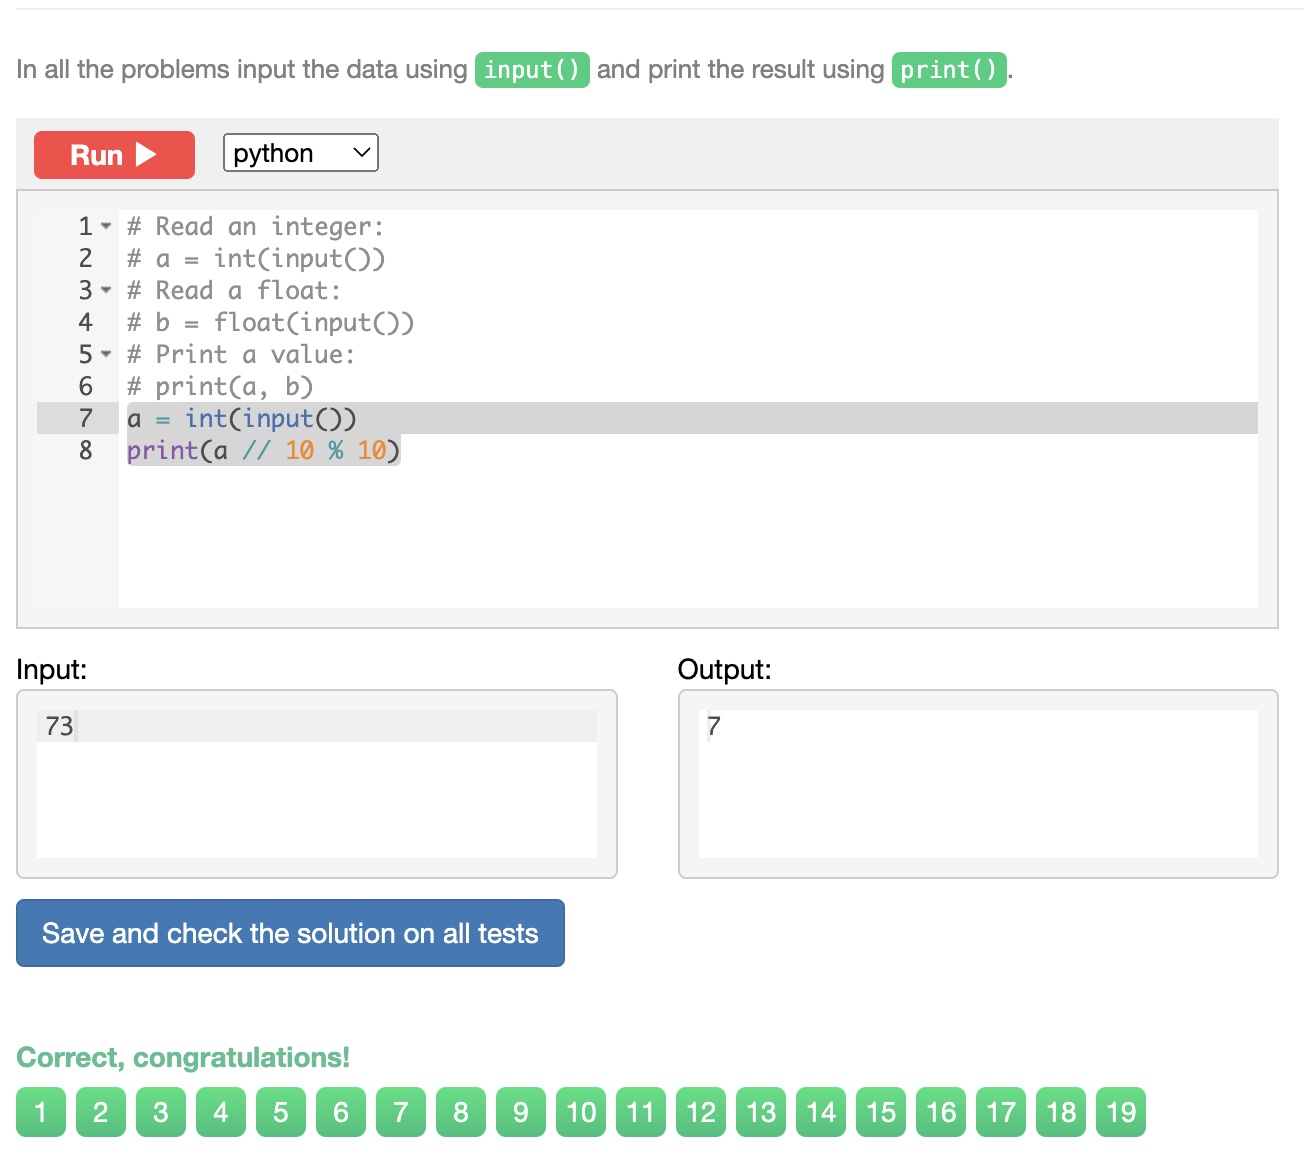 In all the problems input the data using input() and print the result using print().
Run
python
1 # Read an integer:
2 # a = int(input())
3 # Read a float:
4 # b = float(input())
5 # Print a value:
6 # print(a, b)
7 a = int(input())
8 print(a // 10 % 10)
Input: Output:
73 7
Save and check the solution on all tests
Correct, congratulations!
1 2 3 4 5 6 7 8 9 10 11 12 13 14 15 16 17 18 19